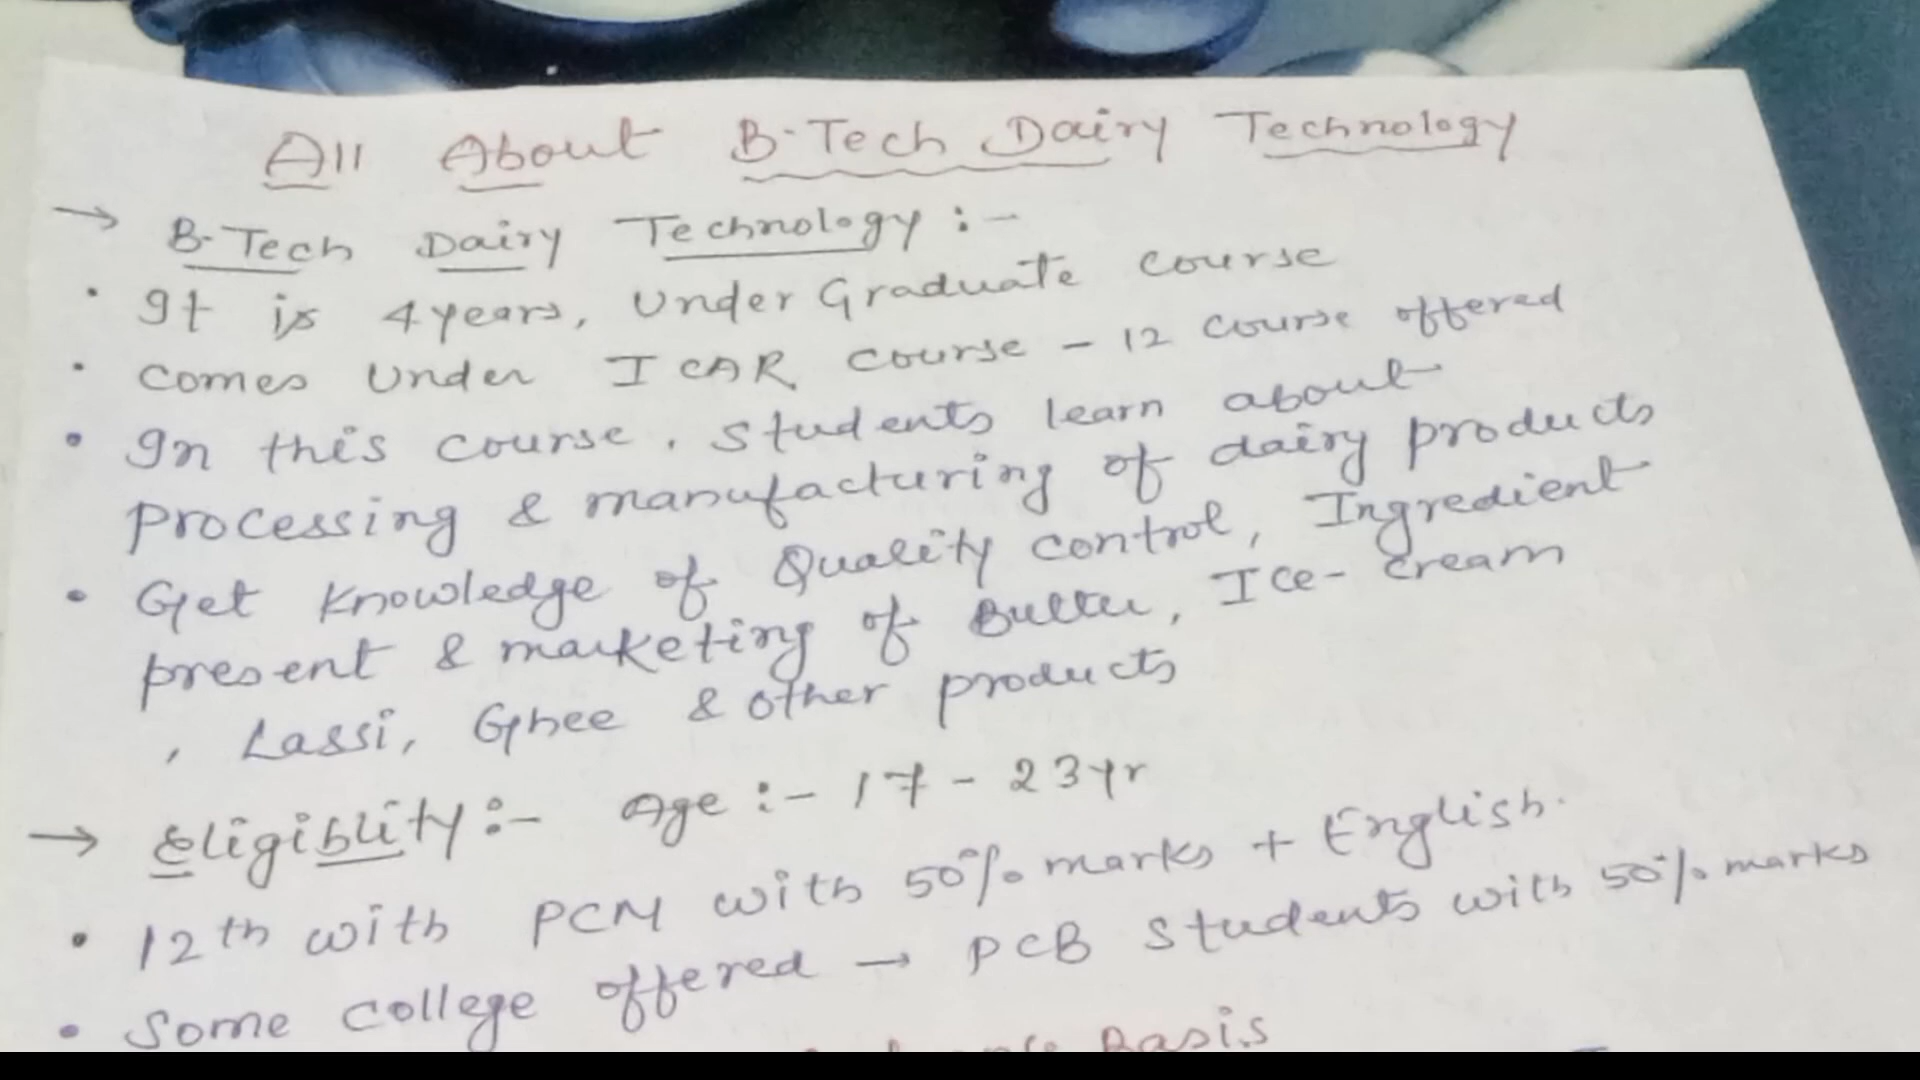 All About B.Tech Dairy Technology
→ B.Tech Dairy Technology :-
• It is 4 years, Under Graduate course
• comes Under ICAR course - 12 course offered
• In this course, students learn about
processing & manufacturing of dairy products
• Get knowledge of Quality control, Ingredient
present & marketing of Butter, Ice-cream
, Lassi, Ghee & other products
→ Eligiblity :- Age :- 17 - 23 yr
• 12th with PCM with 50% marks + English.
• Some college offered → PCB students with 50% marks
Basis